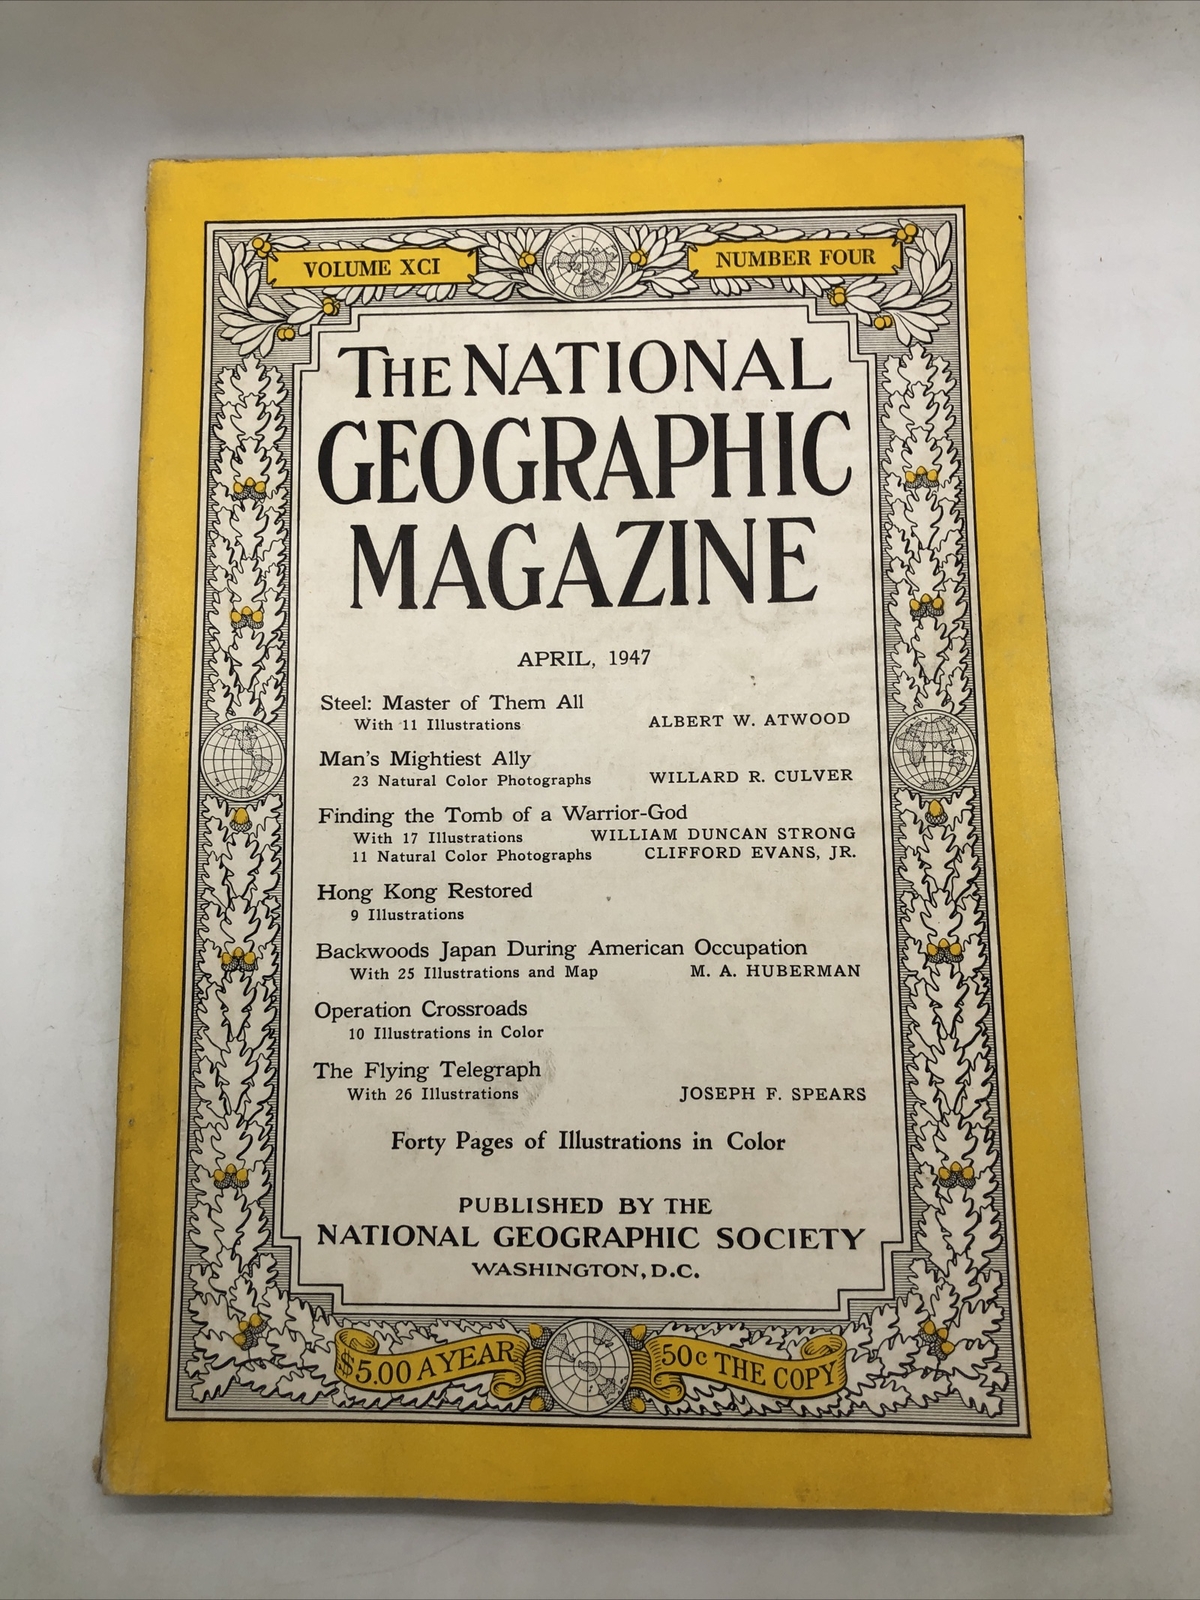 VOLUME XCI
NUMBER FOUR
THE NATIONAL
GEOGRAPHIC
MAGAZINE
APRIL, 1947
Steel: Master of Them All
With 11 Illustrations ALBERT W. ATWOOD
Man's Mightiest Ally
23 Natural Color Photographs WILLARD R. CULVER
Finding the Tomb of a Warrior-God
With 17 Illustrations WILLIAM DUNCAN STRONG
11 Natural Color Photographs CLIFFORD EVANS, JR.
Hong Kong Restored
9 Illustrations
Backwoods Japan During American Occupation
With 25 Illustrations and Map M. A. HUBERMAN
Operation Crossroads
10 Illustrations in Color
The Flying Telegraph
With 26 Illustrations JOSEPH F. SPEARS
Forty Pages of Illustrations in Color
PUBLISHED BY THE
NATIONAL GEOGRAPHIC SOCIETY
WASHINGTON, D.C.
$5.00 A YEAR
50c THE COPY